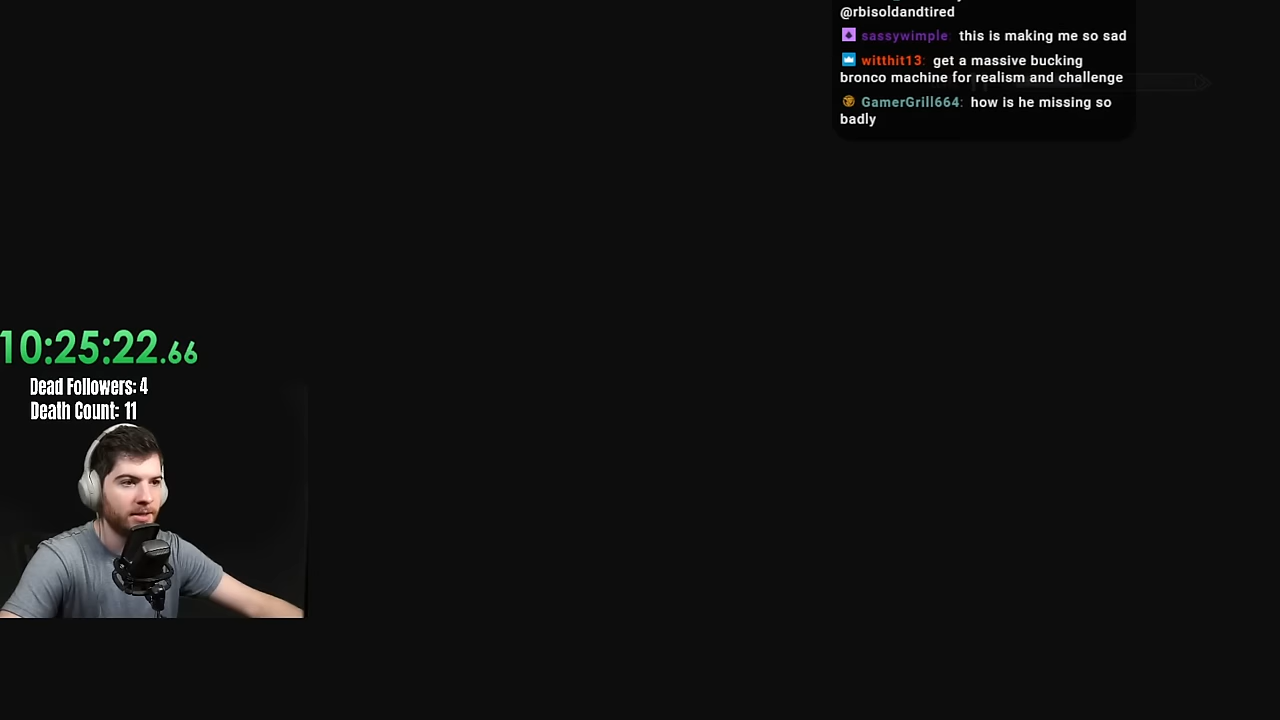 @rbisoldandtired
sassywimple: this is making me so sad
witthit13: get a massive bucking
bronco machine for realism and challenge
GamerGrill664: how is he missing so
badly
10:25:22.66
Dead Followers: 4
Death Count: 11